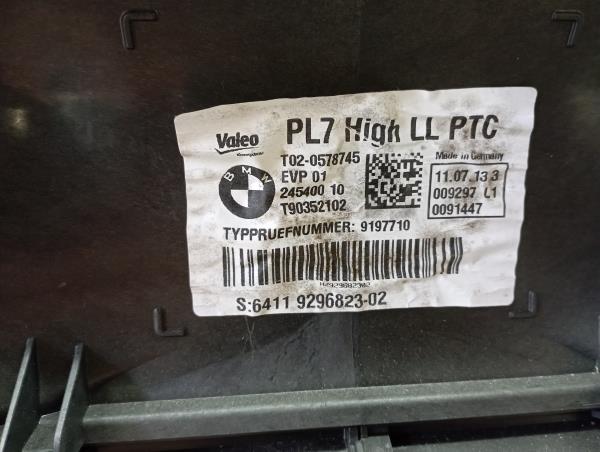 Valeo PL7 High LL PTC
BMW
T02-0578745
EVP 01
245400 10
T90352102
Made in Germany
11.07.13 3
009297 L1
0091447
TYPPRUEFNUMMER: 9197710
S:6411 9296823-02